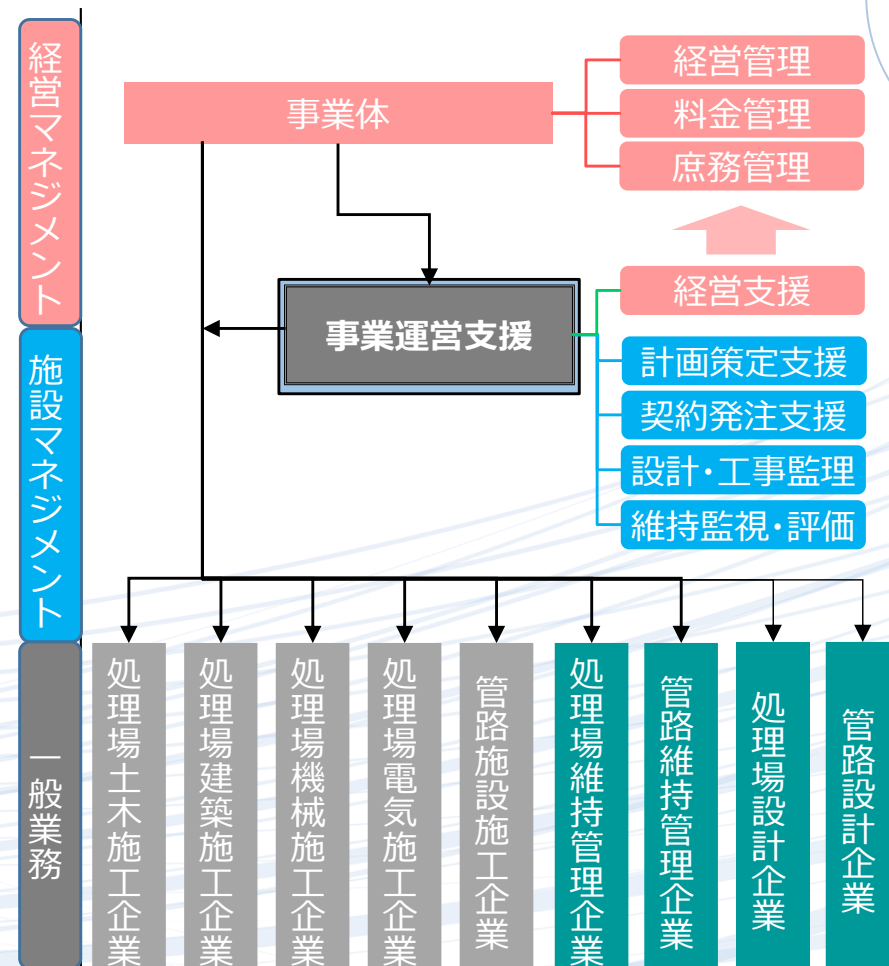 経営マネジメント
事業体
経営管理
料金管理
庶務管理
経営支援
事業運営支援
施設マネジメント
計画策定支援
契約発注支援
設計・工事監理
維持監視・評価
一般業務
処理場土木施工企業
処理場建築施工企業
処理場機械施工企業
処理場電気施工企業
管路施設施工企業
処理場維持管理企業
管路維持管理企業
処理場設計企業
管路設計企業